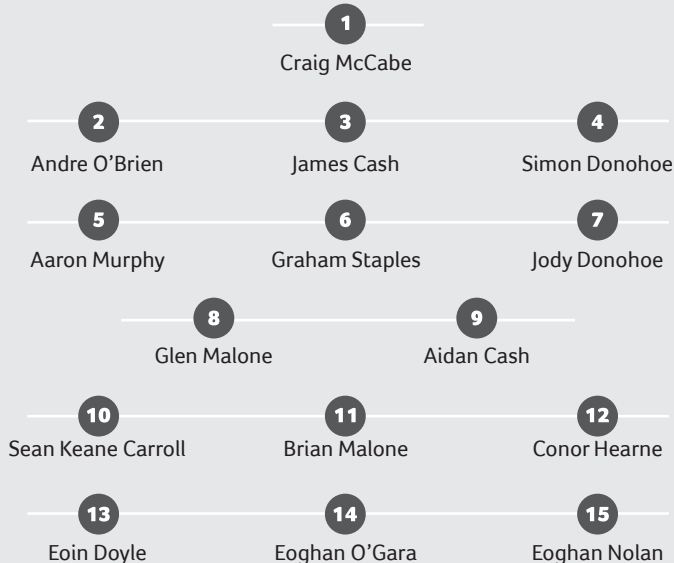 1
Craig McCabe
2 3 4
Andre O’Brien James Cash Simon Donohoe
5 6 7
Aaron Murphy Graham Staples Jody Donohoe
8 9
Glen Malone Aidan Cash
10 11 12
Sean Keane Carroll Brian Malone Conor Hearne
13 14 15
Eoin Doyle Eoghan O’Gara Eoghan Nolan